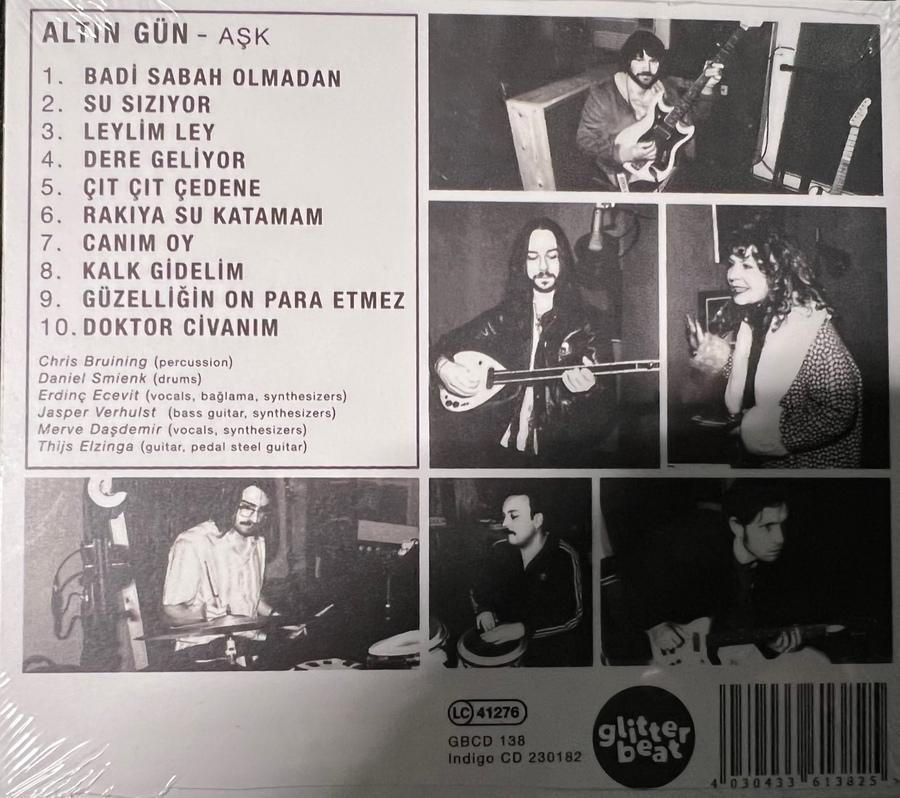 ALTIN GÜN - AŞK
1. BADİ SABAH OLMADAN
2. SU SIZIYOR
3. LEYLİM LEY
4. DERE GELİYOR
5. ÇIT ÇIT ÇEDENE
6. RAKIYA SU KATAMAM
7. CANIM OY
8. KALK GİDELİM
9. GÜZELLİĞİN ON PARA ETMEZ
10. DOKTOR CİVANIM
Chris Bruining (percussion)
Daniel Smienk (drums)
Erdinç Ecevit (vocals, bağlama, synthesizers)
Jasper Verhulst (bass guitar, synthesizers)
Merve Daşdemir (vocals, synthesizers)
Thijs Elzinga (guitar, pedal steel guitar)
LC 41276
GBCD 138
Indigo CD 230182
glitter
beat
4 030433 613825